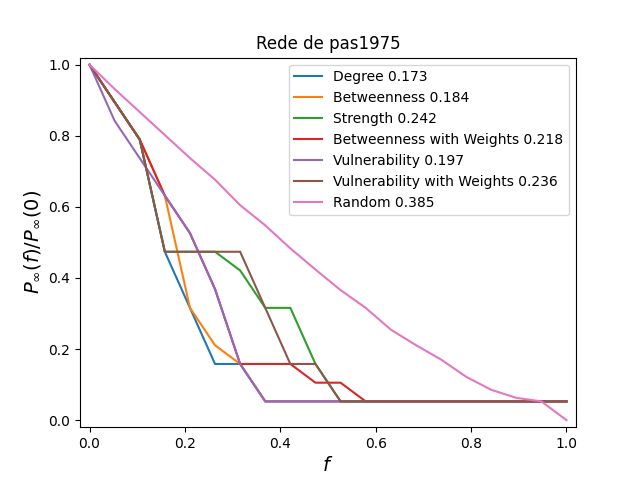 Rede de pas1975
1.0
0.8
0.6
0.4
0.2
0.0
P∞(f)/P∞(0)
Degree 0.173
Betweenness 0.184
Strength 0.242
Betweenness with Weights 0.218
Vulnerability 0.197
Vulnerability with Weights 0.236
Random 0.385
0.0 0.2 0.4 0.6 0.8 1.0
f